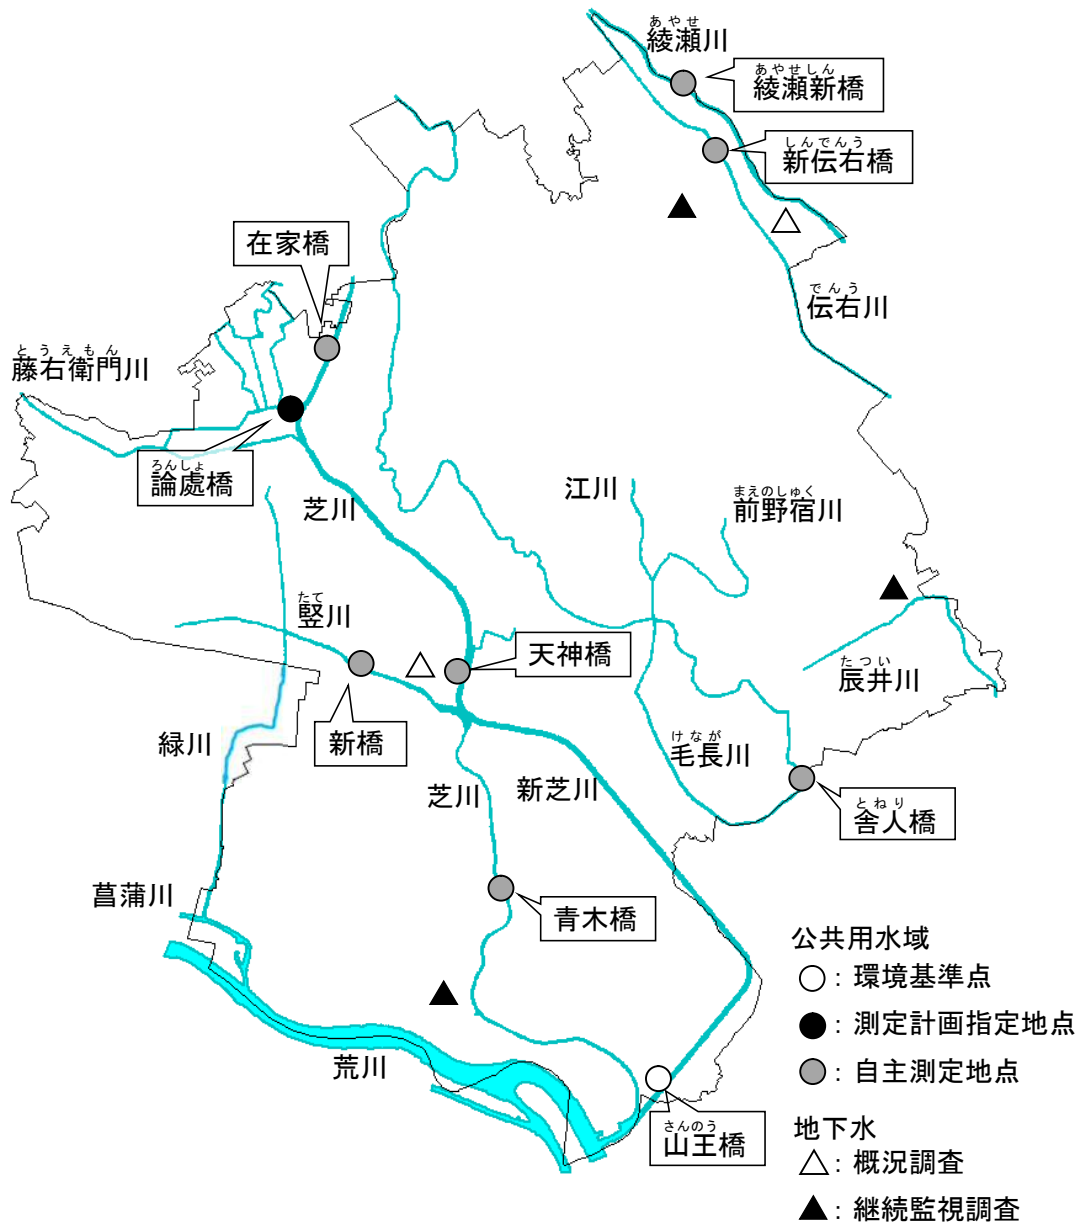 あやせ
綾瀬川
あやせしん
綾瀬新橋
しんでんう
新伝右橋
在家橋
でんう
伝右川
とうえもん
藤右衛門川
ろんしょ
論處橋
芝川
江川
まえのしゅく
前野宿川
たて
竪川
天神橋
たつい
辰井川
新橋
緑川
けなが
毛長川
芝川
新芝川
とねり
舎人橋
菖蒲川
青木橋
荒川
さんのう
山王橋
公共用水域
：環境基準点
：測定計画指定地点
：自主測定地点
地下水
：概況調査
：継続監視調査